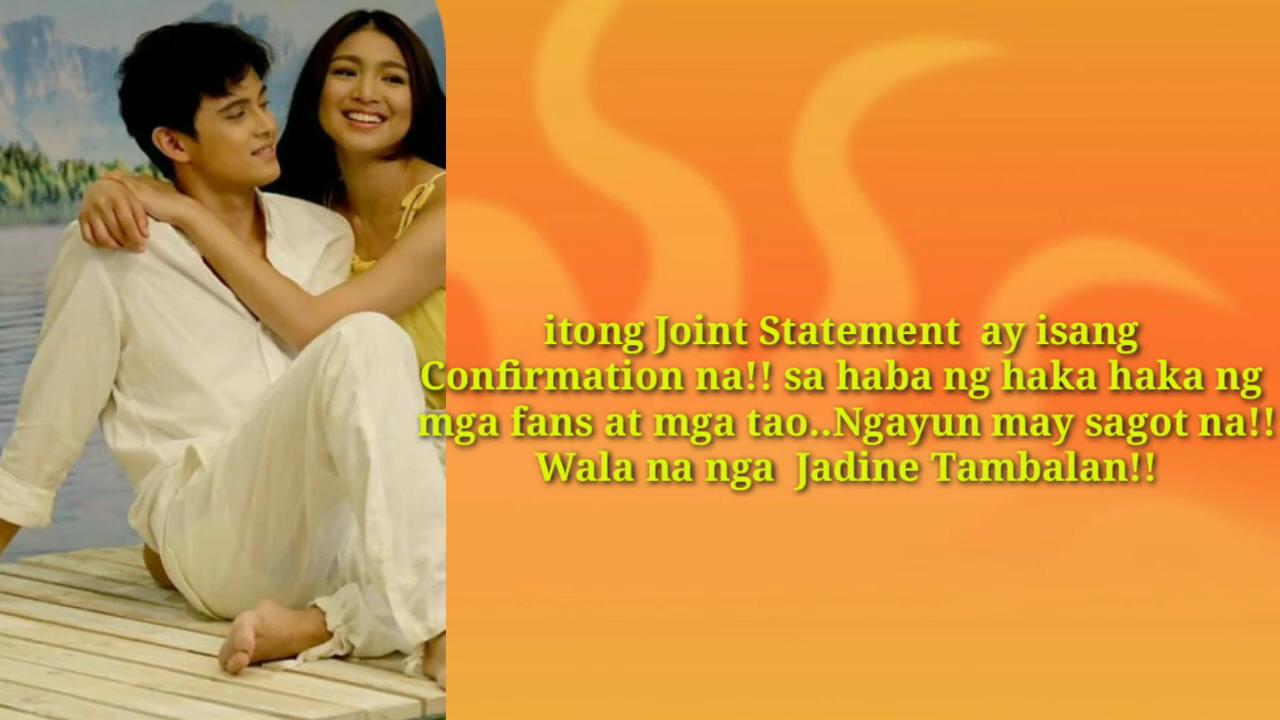 itong Joint Statement ay isang
Confirmation na!! sa haba ng haka haka ng
mga fans at mga tao..Ngayun may sagot na!!
Wala na nga Jadine Tambalan!!